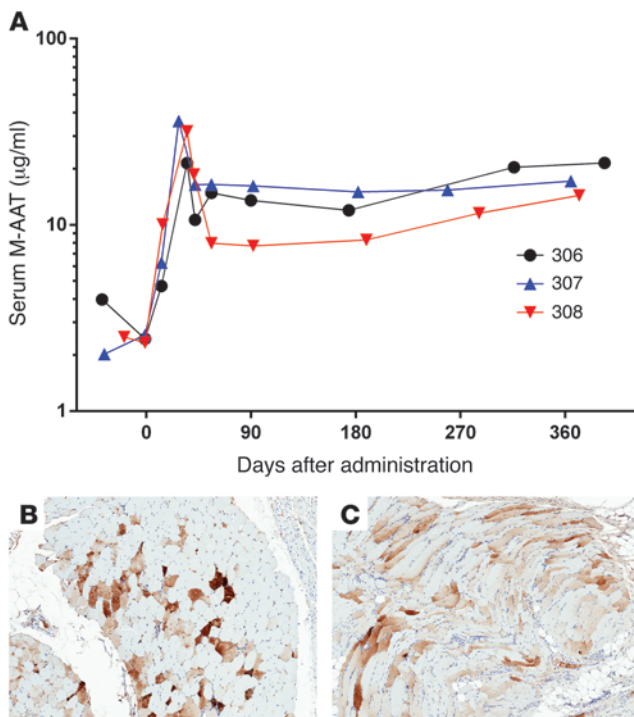 A
100
10
1
Serum M-AAT (μg/ml)
306
307
308
0 90 180 270 360
Days after administration
B C